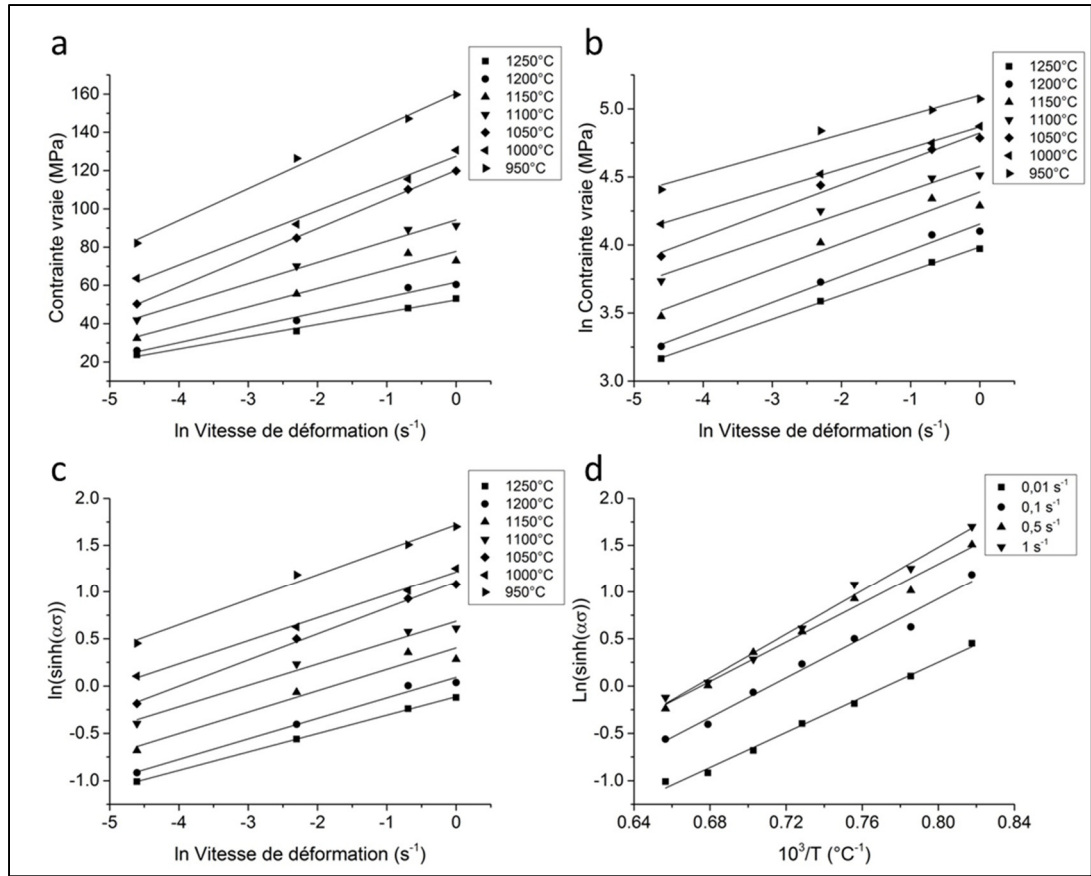 a
1250°C
1200°C
1150°C
1100°C
1050°C
1000°C
950°C
160
140
120
100
80
60
40
20
Contrainte vraie (MPa)
-5 -4 -3 -2 -1 0
ln Vitesse de déformation (s⁻¹)
b
1250°C
1200°C
1150°C
1100°C
1050°C
1000°C
950°C
5.0
4.5
4.0
3.5
3.0
ln Contrainte vraie (MPa)
-5 -4 -3 -2 -1 0
ln Vitesse de déformation (s⁻¹)
c
1250°C
1200°C
1150°C
1100°C
1050°C
1000°C
950°C
2.0
1.5
1.0
0.5
0.0
-0.5
-1.0
ln(sinh(ασ))
-5 -4 -3 -2 -1 0
ln Vitesse de déformation (s⁻¹)
d
0,01 s⁻¹
0,1 s⁻¹
0,5 s⁻¹
1 s⁻¹
2.0
1.5
1.0
0.5
0.0
-0.5
-1.0
Ln(sinh(ασ))
0.64 0.68 0.72 0.76 0.80 0.84
10³/T (°C⁻¹)